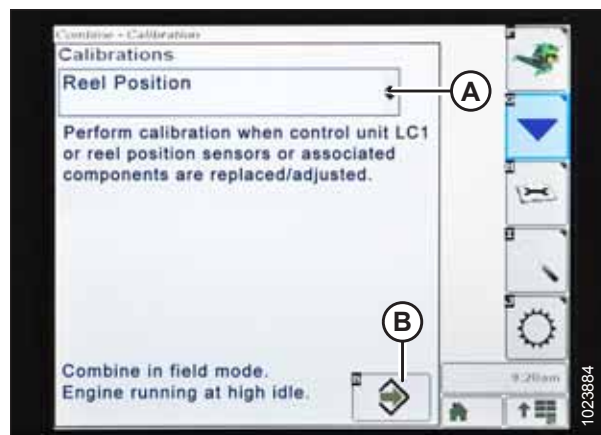 Combine - Calibration
Calibrations
Reel Position
A
Perform calibration when control unit LC1
or reel position sensors or associated
components are replaced/adjusted.
B
Combine in field mode.
Engine running at high idle.
9:20am
1023884